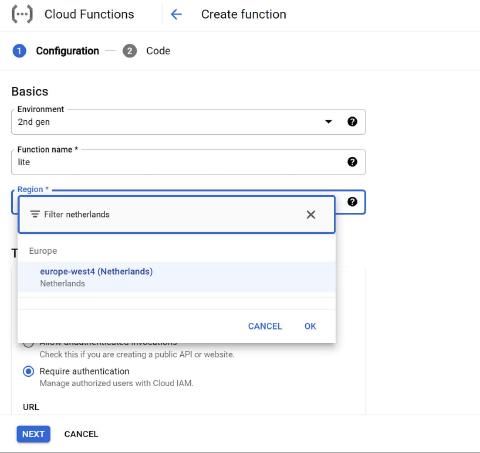 Cloud Functions
Create function
1 Configuration
2 Code
Basics
Environment
2nd gen
Function name *
lite
Region *
Filter netherlands
Europe
europe-west4 (Netherlands)
Netherlands
CANCEL
OK
Allow unauthenticated invocations
Check this if you are creating a public API or website.
Require authentication
Manage authorized users with Cloud IAM.
URL
NEXT
CANCEL